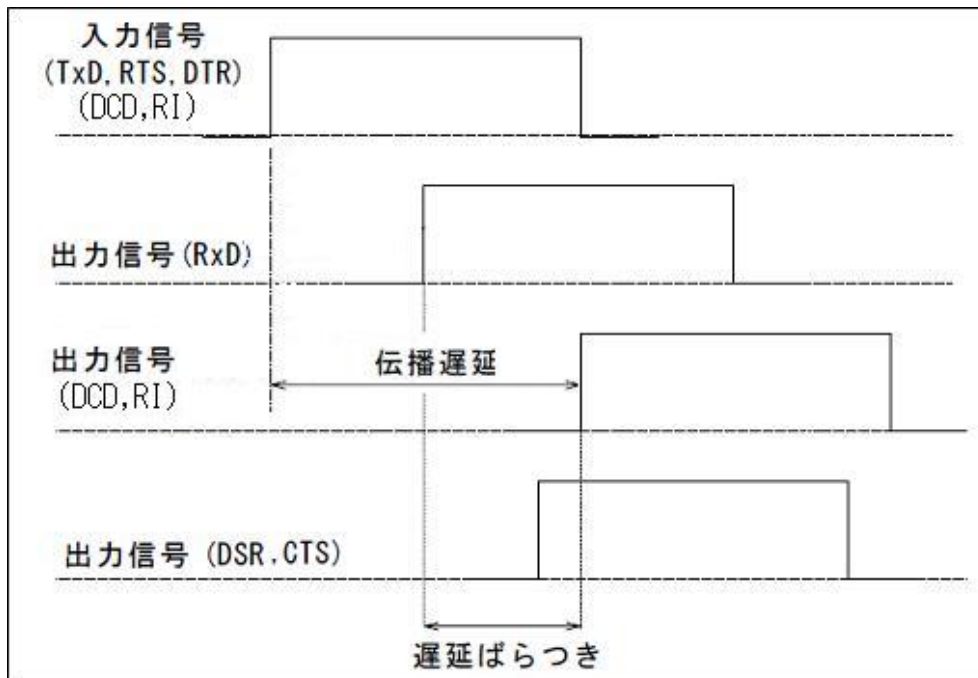 入力信号
(TxD,RTS,DTR)
(DCD,RI)
出力信号(RxD)
伝播遅延
出力信号
(DCD,RI)
出力信号 (DSR,CTS)
遅延ばらつき